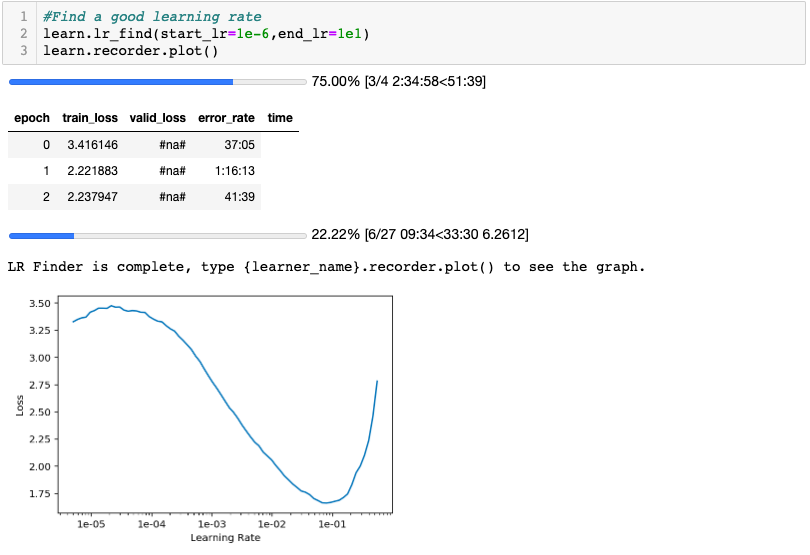 1 #Find a good learning rate
2 learn.lr_find(start_lr=1e-6,end_lr=1e1)
3 learn.recorder.plot()
75.00% [3/4 2:34:58<51:39]
epoch train_loss valid_loss error_rate time
0 3.416146 #na# 37:05
1 2.221883 #na# 1:16:13
2 2.237947 #na# 41:39
22.22% [6/27 09:34<33:30 6.2612]
LR Finder is complete, type {learner_name}.recorder.plot() to see the graph.
3.50
3.25
3.00
2.75
2.50
2.25
2.00
1.75
Loss
1e-05 1e-04 1e-03 1e-02 1e-01
Learning Rate